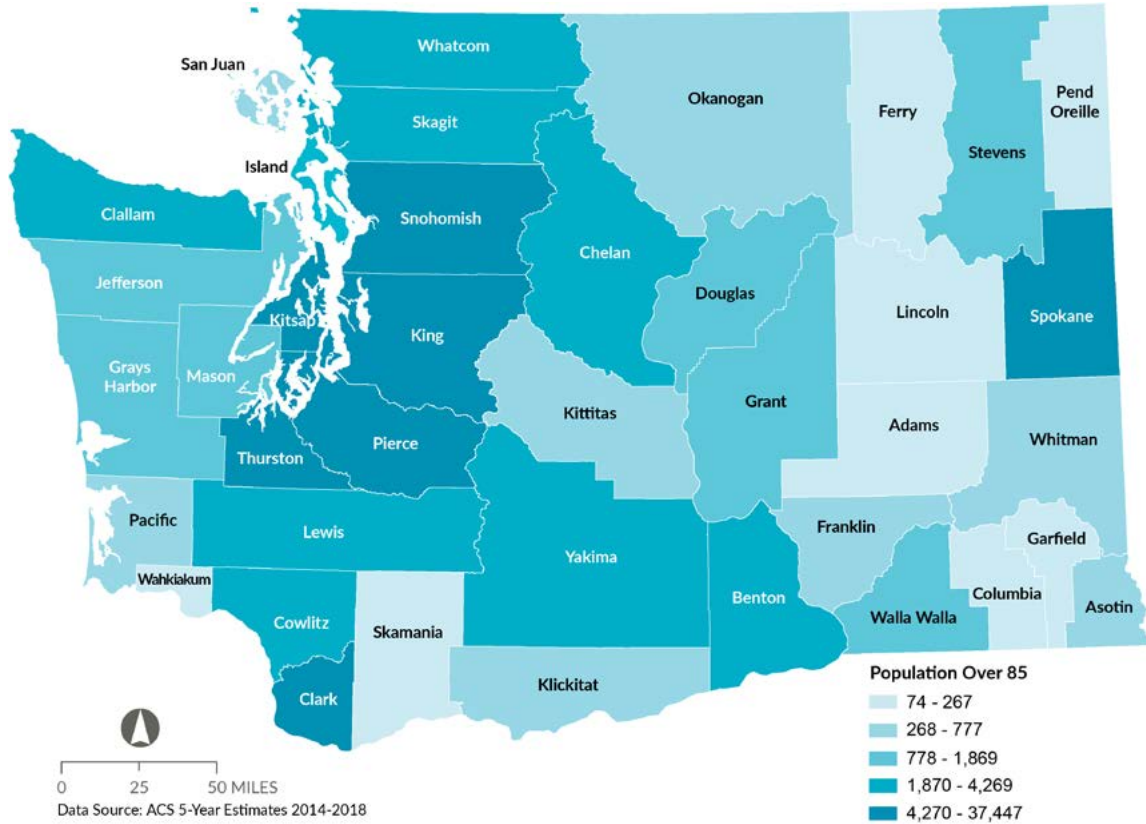 Whatcom
San Juan
Okanogan
Ferry
Pend
Oreille
Skagit
Stevens
Island
Clallam
Snohomish
Chelan
Jefferson
Douglas
Lincoln
Spokane
Kitsap
King
Grays
Harbor
Mason
Grant
Kittitas
Adams
Whitman
Pierce
Thurston
Pacific
Lewis
Franklin
Yakima
Garfield
Wahkiakum
Benton
Columbia
Asotin
Cowlitz
Skamania
Walla Walla
Klickitat
Clark
Population Over 85
74 - 267
268 - 777
778 - 1,869
1,870 - 4,269
4,270 - 37,447
0 25 50 MILES
Data Source: ACS 5-Year Estimates 2014-2018